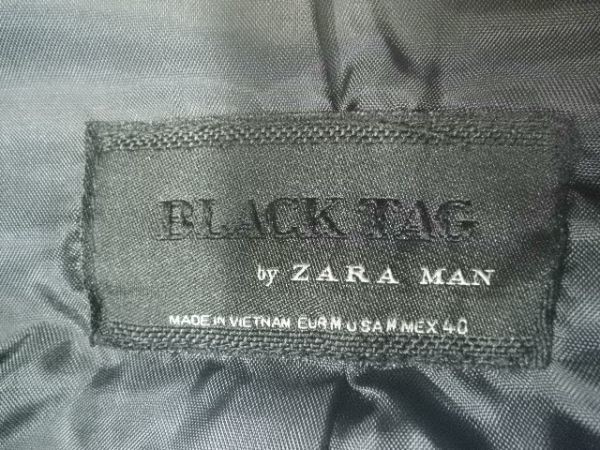 BLACK TAG
by ZARA MAN
MADE IN VIETNAM EUR M USA M MEX 40